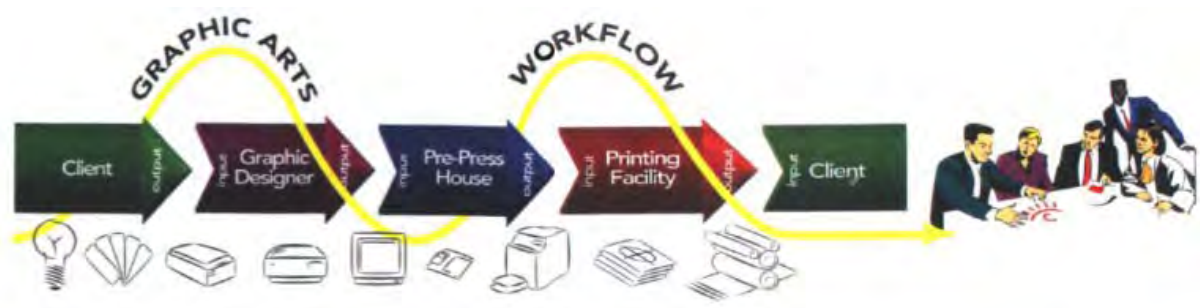 GRAPHIC ARTS
WORKFLOW
Client
output
input
Graphic
Designer
output
input
Pre-Press
House
output
input
Printing
Facility
output
input
Client